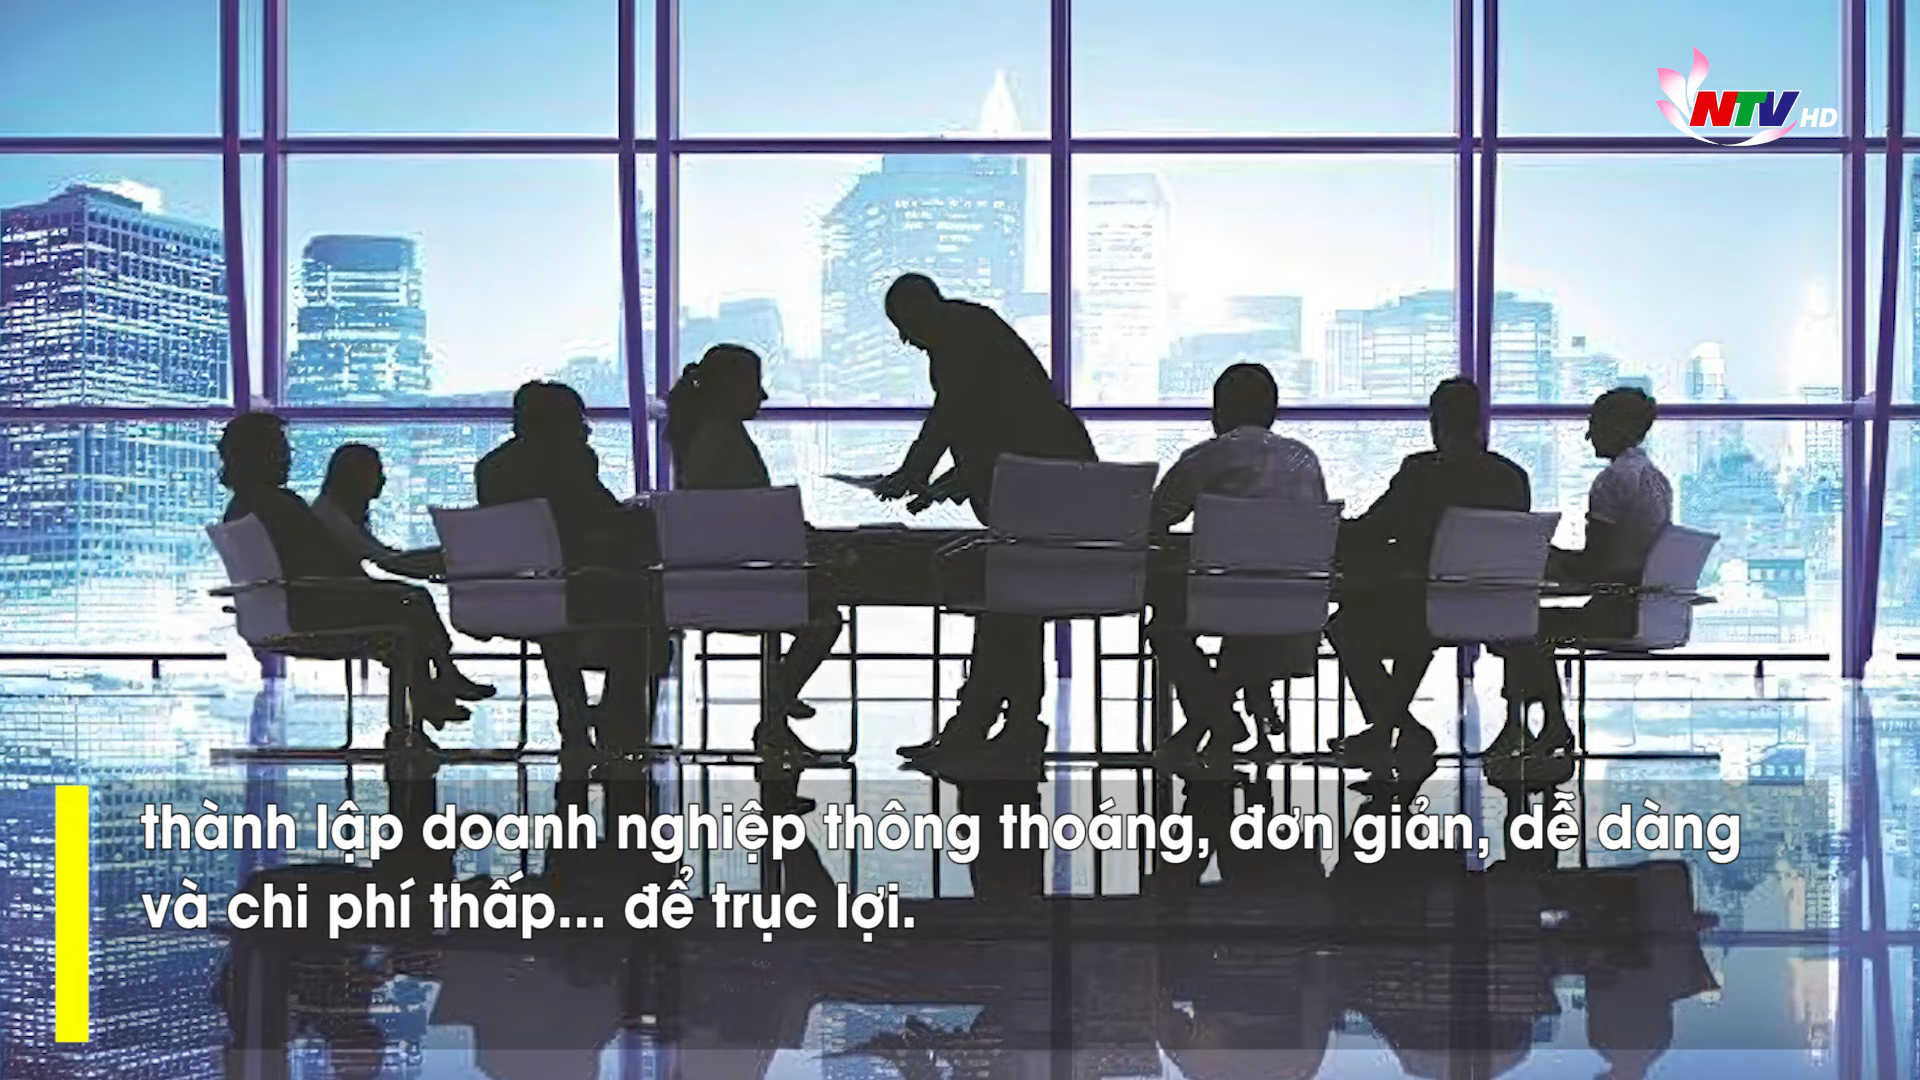 NTV HD
thành lập doanh nghiệp thông thoáng, đơn giản, dễ dàng
và chi phí thấp... để trục lợi.